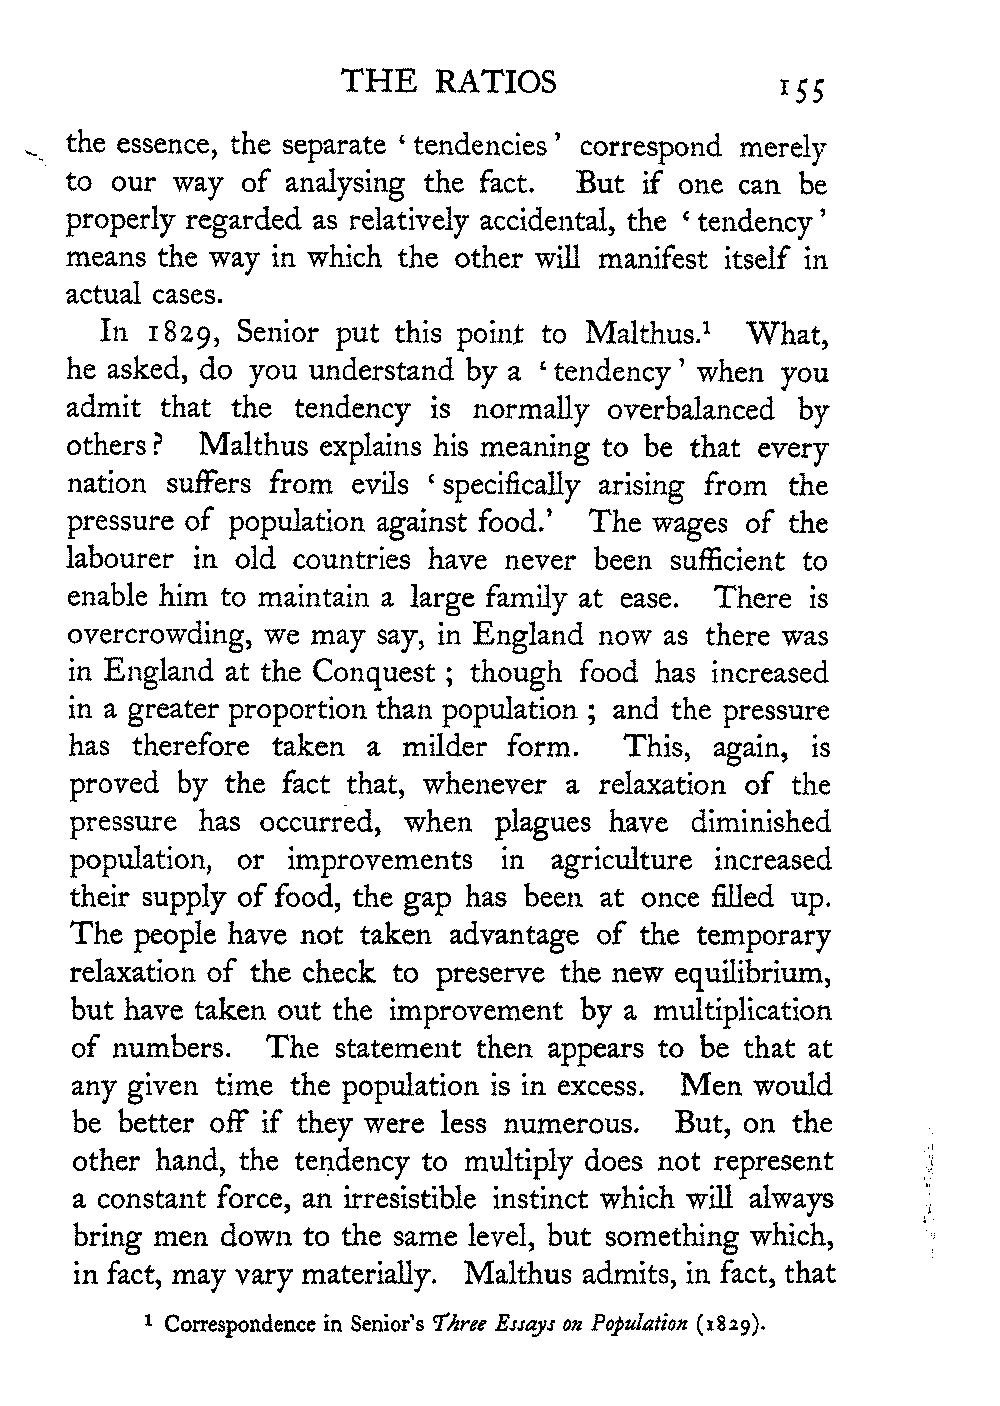 THE RATIOS 155
the essence, the separate ‘ tendencies ’ correspond merely
to our way of analysing the fact. But if one can be
properly regarded as relatively accidental, the ‘ tendency ’
means the way in which the other will manifest itself in
actual cases.
In 1829, Senior put this point to Malthus.¹ What,
he asked, do you understand by a ‘ tendency ’ when you
admit that the tendency is normally overbalanced by
others ? Malthus explains his meaning to be that every
nation suffers from evils ‘ specifically arising from the
pressure of population against food.’ The wages of the
labourer in old countries have never been sufficient to
enable him to maintain a large family at ease. There is
overcrowding, we may say, in England now as there was
in England at the Conquest ; though food has increased
in a greater proportion than population ; and the pressure
has therefore taken a milder form. This, again, is
proved by the fact that, whenever a relaxation of the
pressure has occurred, when plagues have diminished
population, or improvements in agriculture increased
their supply of food, the gap has been at once filled up.
The people have not taken advantage of the temporary
relaxation of the check to preserve the new equilibrium,
but have taken out the improvement by a multiplication
of numbers. The statement then appears to be that at
any given time the population is in excess. Men would
be better off if they were less numerous. But, on the
other hand, the tendency to multiply does not represent
a constant force, an irresistible instinct which will always
bring men down to the same level, but something which,
in fact, may vary materially. Malthus admits, in fact, that
¹ Correspondence in Senior's Three Essays on Population (1829).